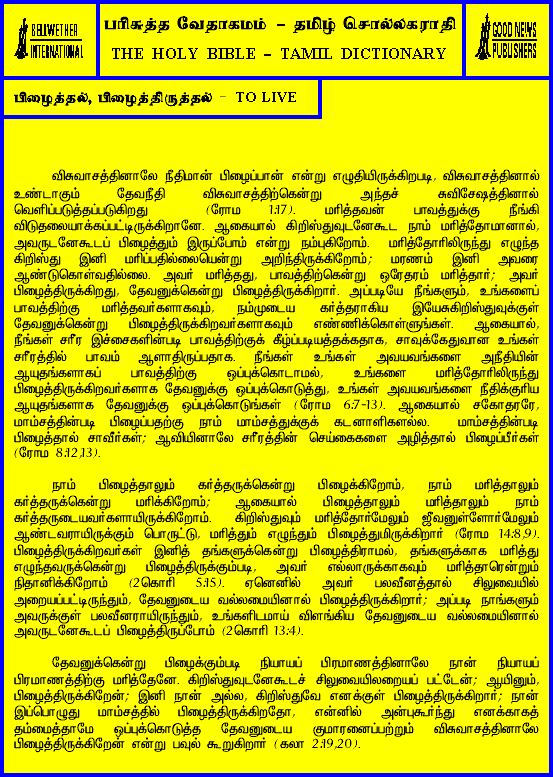 BELLWETHER
INTERNATIONAL
பரிசுத்த வேதாகமம் – தமிழ் சொல்லகராதி
THE HOLY BIBLE – TAMIL DICTIONARY
GOOD NEWS
PUBLISHERS
பிழைத்தல், பிழைத்திருத்தல் – TO LIVE
விசுவாசத்தினாலே நீதிமான் பிழைப்பான் என்று எழுதியிருக்கிறபடி, விசுவாசத்தினால்
உண்டாகும் தேவநீதி விசுவாசத்திற்கென்று அந்தச் சுவிசேஷத்தினால்
வெளிப்படுத்தப்படுகிறது (ரோம 1:17). மரித்தவன் பாவத்துக்கு நீங்கி
விடுதலையாக்கப்பட்டிருக்கிறானே. ஆகையால் கிறிஸ்துவுடனேகூட நாம் மரித்தோமானால்,
அவருடனேகூடப் பிழைத்தும் இருப்போம் என்று நம்புகிறோம். மரித்தோரிலிருந்து எழுந்த
கிறிஸ்து இனி மரிப்பதில்லையென்று அறிந்திருக்கிறோம்; மரணம் இனி அவரை
ஆண்டுகொள்வதில்லை. அவர் மரித்தது, பாவத்திற்கென்று ஒரேதரம் மரித்தார்; அவர்
பிழைத்திருக்கிறது, தேவனுக்கென்று பிழைத்திருக்கிறார். அப்படியே நீங்களும், உங்களைப்
பாவத்திற்கு மரித்தவர்களாகவும், நம்முடைய கர்த்தராகிய இயேசுகிறிஸ்துவுக்குள்
தேவனுக்கென்று பிழைத்திருக்கிறவர்களாகவும் எண்ணிக்கொள்ளுங்கள். ஆகையால்,
நீங்கள் சரீர இச்சைகளின்படி பாவத்திற்குக் கீழ்ப்படியத்தக்கதாக, சாவுக்கேதுவான உங்கள்
சரீரத்தில் பாவம் ஆளாதிருப்பதாக. நீங்கள் உங்கள் அவயவங்களை அநீதியின்
ஆயுதங்களாகப் பாவத்திற்கு ஒப்புக்கொடாமல், உங்களை மரித்தோரிலிருந்து
பிழைத்திருக்கிறவர்களாக தேவனுக்கு ஒப்புக்கொடுத்து, உங்கள் அவயவங்களை நீதிக்குரிய
ஆயுதங்களாக தேவனுக்கு ஒப்புக்கொடுங்கள் (ரோம 6:7-13). ஆகையால் சகோதரரே,
மாம்சத்தின்படி பிழைப்பதற்கு நாம் மாம்சத்துக்குக் கடனாளிகளல்ல. மாம்சத்தின்படி
பிழைத்தால் சாவீர்கள்; ஆவியினாலே சரீரத்தின் செய்கைகளை அழித்தால் பிழைப்பீர்கள்
(ரோம 8:12,13).
நாம் பிழைத்தாலும் கர்த்தருக்கென்று பிழைக்கிறோம், நாம் மரித்தாலும்
கர்த்தருக்கென்று மரிக்கிறோம்; ஆகையால் பிழைத்தாலும் மரித்தாலும் நாம்
கர்த்தருடையவர்களாயிருக்கிறோம். கிறிஸ்துவும் மரித்தோர்மேலும் ஜீவனுள்ளோர்மேலும்
ஆண்டவராயிருக்கும் பொருட்டு, மரித்தும் எழுந்தும் பிழைத்துமிருக்கிறார் (ரோம 14:8,9).
பிழைத்திருக்கிறவர்கள் இனித் தங்களுக்கென்று பிழைத்திராமல், தங்களுக்காக மரித்து
எழுந்தவருக்கென்று பிழைத்திருக்கும்படி, அவர் எல்லாருக்காகவும் மரித்தாரென்றும்
நிதானிக்கிறோம் (2கொரி 5:15). ஏனெனில் அவர் பலவீனத்தால் சிலுவையில்
அறையப்பட்டிருந்தும், தேவனுடைய வல்லமையினால் பிழைத்திருக்கிறார்; அப்படி நாங்களும்
அவருக்குள் பலவீனராயிருந்தும், உங்களிடமாய் விளங்கிய தேவனுடைய வல்லமையினால்
அவருடனேகூடப் பிழைத்திருப்போம் (2கொரி 13:4).
தேவனுக்கென்று பிழைக்கும்படி நியாயப் பிரமாணத்தினாலே நான் நியாயப்
பிரமாணத்திற்கு மரித்தேனே. கிறிஸ்துவுடனேகூடச் சிலுவையிலறையப் பட்டேன்; ஆயினும்,
பிழைத்திருக்கிறேன்; இனி நான் அல்ல, கிறிஸ்துவே எனக்குள் பிழைத்திருக்கிறார்; நான்
இப்பொழுது மாம்சத்தில் பிழைத்திருக்கிறதோ, என்னில் அன்புகூர்ந்து எனக்காகத்
தம்மைத்தாமே ஒப்புக்கொடுத்த தேவனுடைய குமாரனைப்பற்றும் விசுவாசத்தினாலே
பிழைத்திருக்கிறேன் என்று பவுல் கூறுகிறார் (கலா 2:19,20).